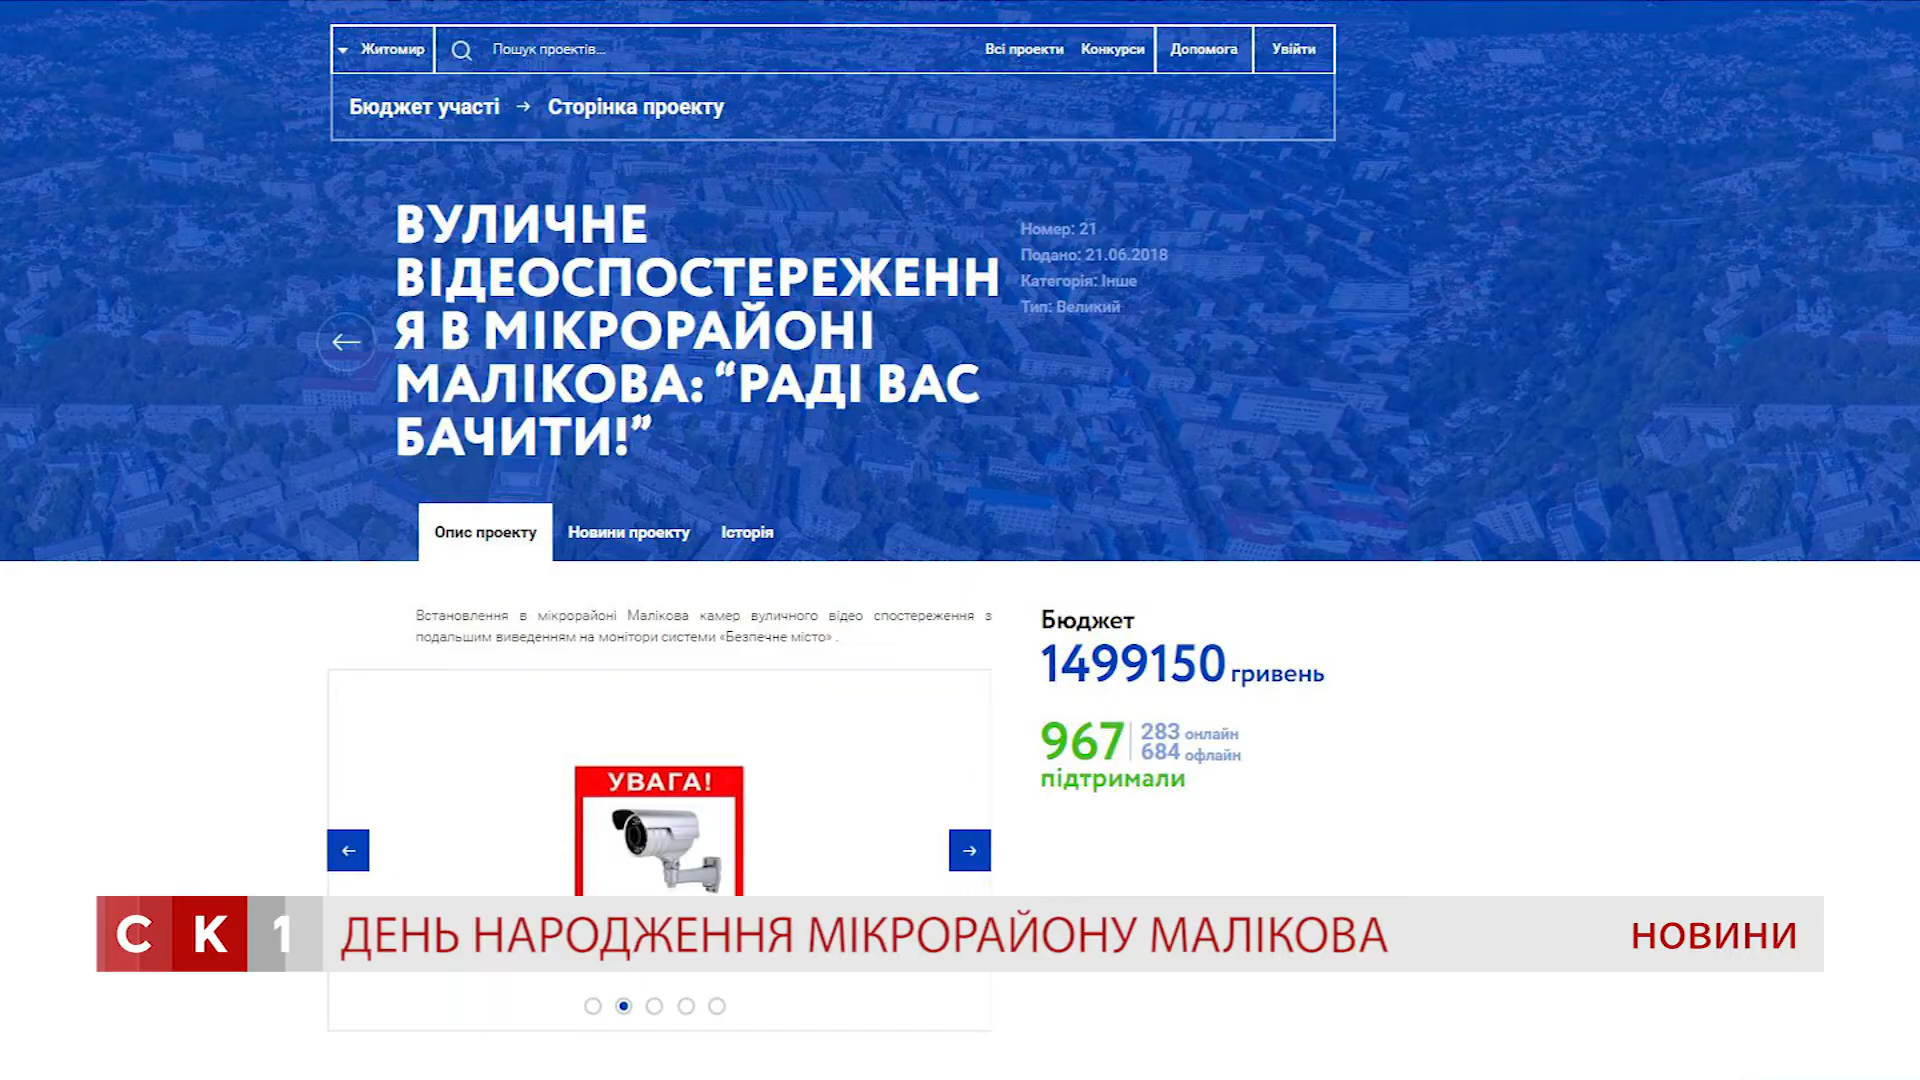 Житомир
Пошук проектів...
Всі проекти
Конкурси
Допомога
Увійти
Бюджет участі → Сторінка проекту
ВУЛИЧНЕ
ВІДЕОСПОСТЕРЕЖЕНН
Я В МІКРОРАЙОНІ
МАЛІКОВА: “РАДІ ВАС
БАЧИТИ!”
Номер: 21
Подано: 21.06.2018
Категорія: Інше
Тип: Великий
Опис проекту
Новини проекту
Історія
Встановлення в мікрорайоні Малікова камер вуличного відео спостереження з
подальшим виведенням на монітори системи «Безпечне місто» .
Бюджет
1499150 гривень
967
283 онлайн
684 офлайн
підтримали
УВАГА!
СК1
ДЕНЬ НАРОДЖЕННЯ МІКРОРАЙОНУ МАЛІКОВА
НОВИНИ